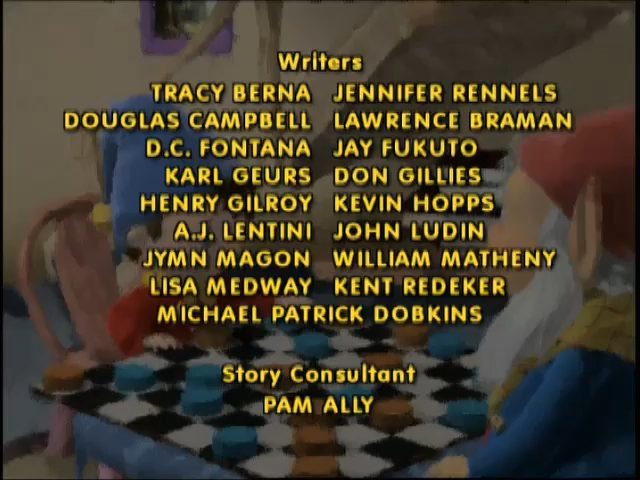 Writers
TRACY BERNA JENNIFER RENNELS
DOUGLAS CAMPBELL LAWRENCE BRAMAN
D.C. FONTANA JAY FUKUTO
KARL GEURS DON GILLIES
HENRY GILROY KEVIN HOPPS
A.J. LENTINI JOHN LUDIN
JYMN MAGON WILLIAM MATHENY
LISA MEDWAY KENT REDEKER
MICHAEL PATRICK DOBKINS
Story Consultant
PAM ALLY